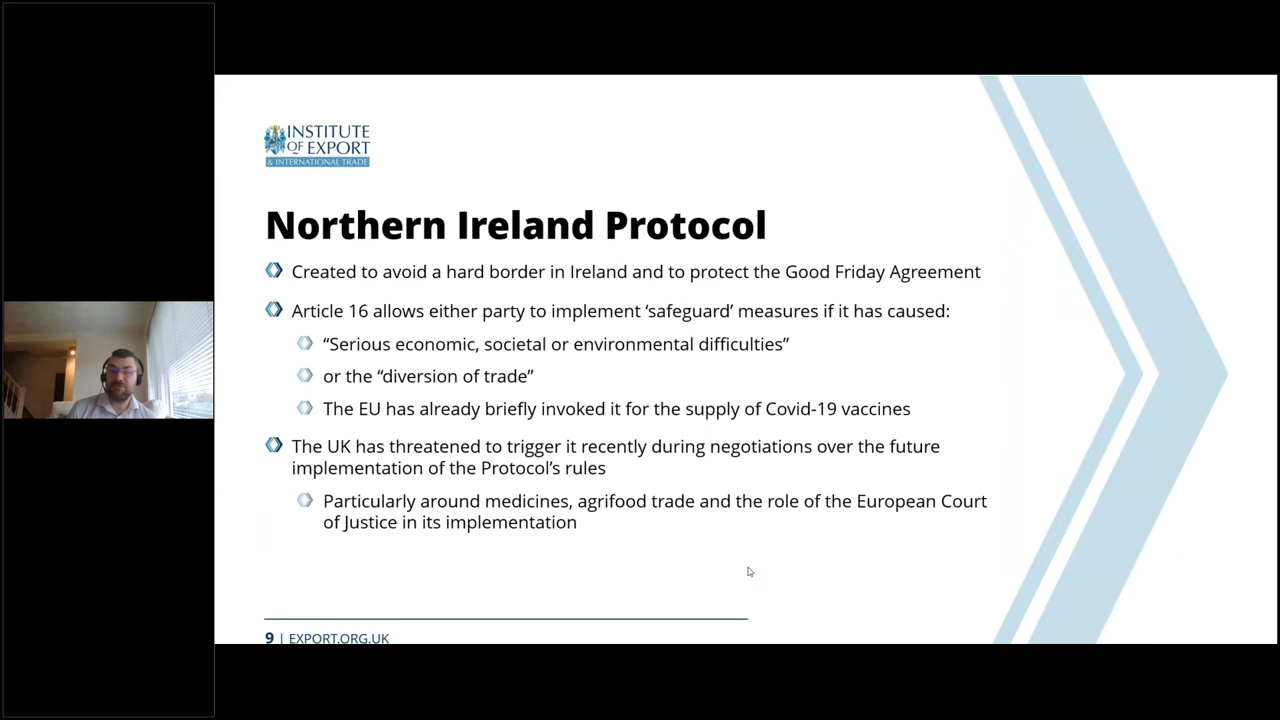 INSTITUTE
OF EXPORT
& INTERNATIONAL TRADE
Northern Ireland Protocol
Created to avoid a hard border in Ireland and to protect the Good Friday Agreement
Article 16 allows either party to implement ‘safeguard’ measures if it has caused:
“Serious economic, societal or environmental difficulties”
or the “diversion of trade”
The EU has already briefly invoked it for the supply of Covid-19 vaccines
The UK has threatened to trigger it recently during negotiations over the future
implementation of the Protocol’s rules
Particularly around medicines, agrifood trade and the role of the European Court
of Justice in its implementation
9 | EXPORT.ORG.UK